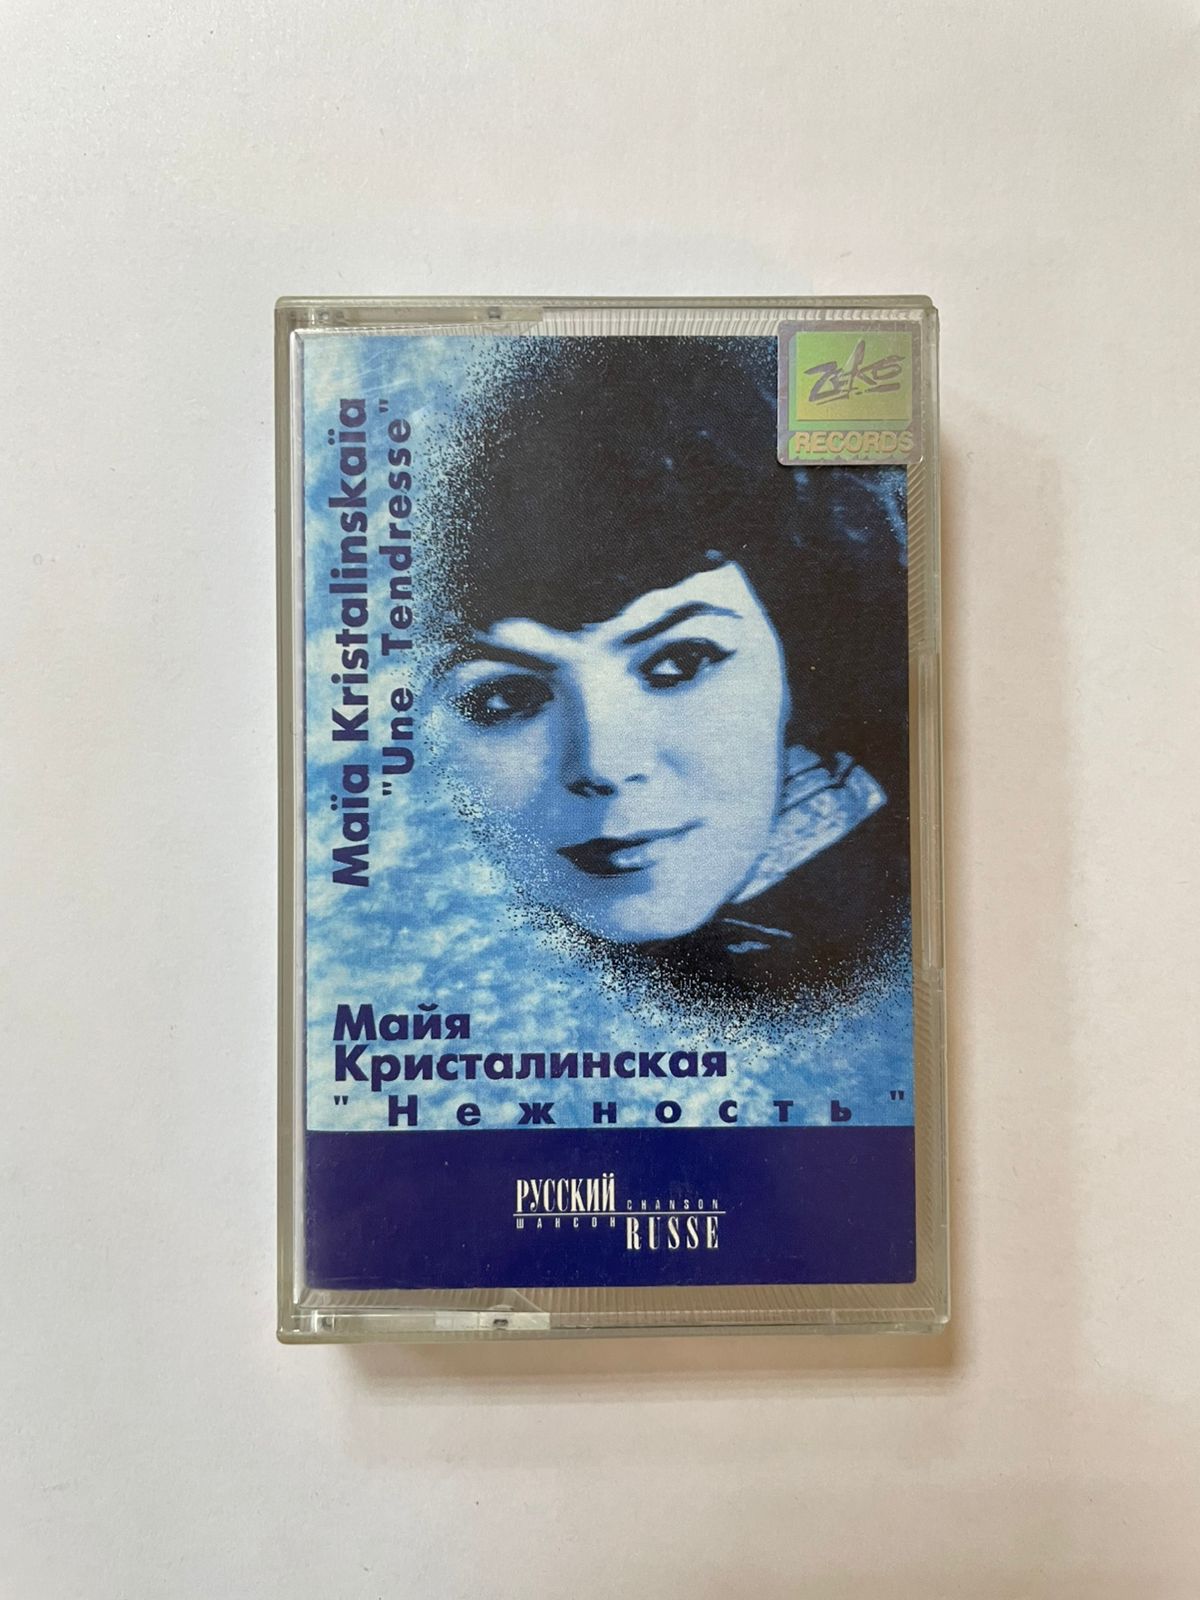 ZeKo
RECORDS
Maïa Kristalinskaïa
"Une Tendresse"
Майя
Кристалинская
"Нежность"
РУССКИЙ
ШАНСОН
CHANSON
RUSSE